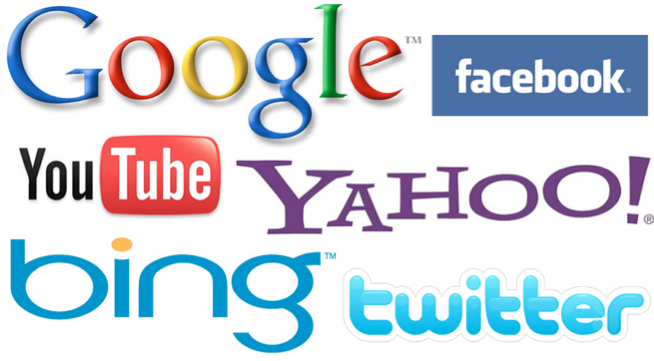 Google™
facebook®
YouTube
YAHOO!®
bing™
twitter